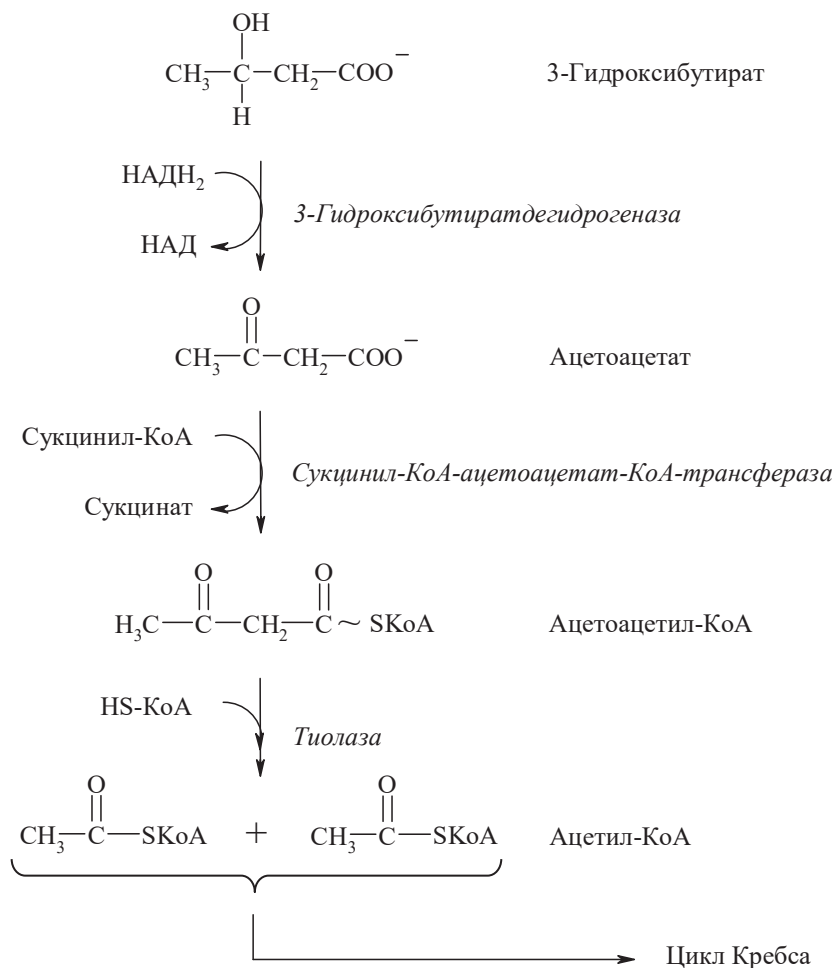 OH
CH₃—C—CH₂—COO⁻ 3-Гидроксибутират
H
НАДН₂
3-Гидроксибутиратдегидрогеназа
НАД
O
CH₃—C—CH₂—COO⁻ Ацетоацетат
Сукцинил-КоА
Сукцинил-КоА-ацетоацетат-КоА-трансфераза
Сукцинат
O O
H₃C—C—CH₂—C~SKoA Ацетоацетил-КоА
HS-КоА
Тиолаза
O O
CH₃—C—SKoA + CH₃—C—SKoA Ацетил-КоА
Цикл Кребса